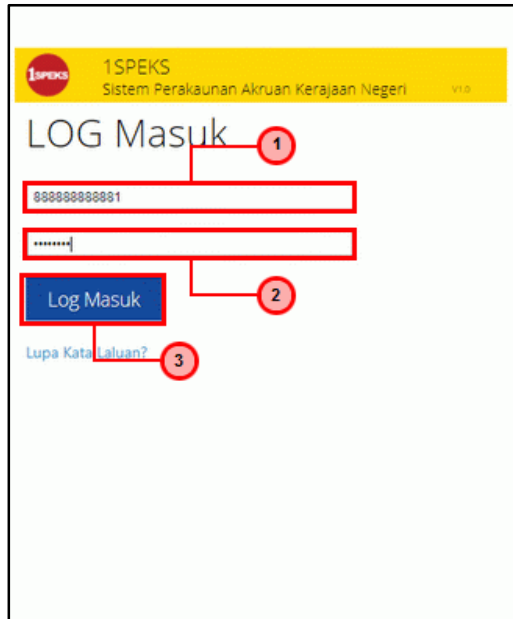 1SPEKS
1SPEKS
Sistem Perakaunan Akruan Kerajaan Negeri V1.0
LOG Masuk
1
888888888881
••••••••
2
Log Masuk
Lupa Kata Laluan?
3